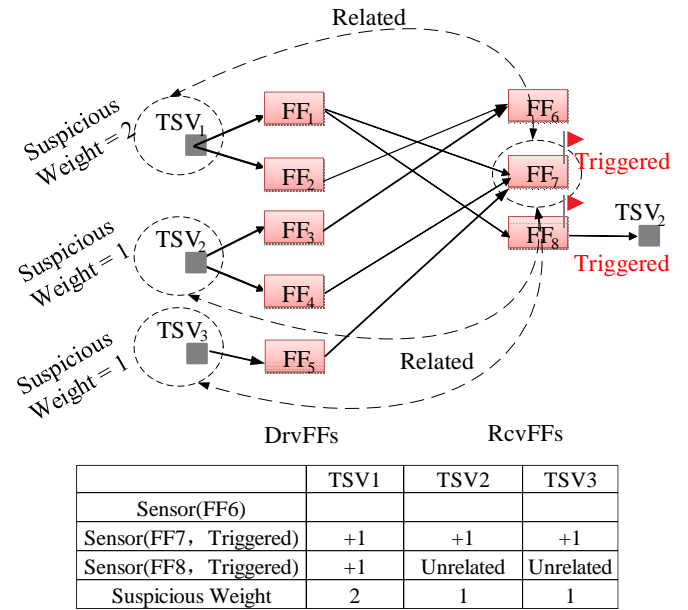 Related
Suspicious
Weight = 2
TSV1
FF1
FF2
FF6
FF7
Triggered
FF8
Triggered
TSV2
Suspicious
Weight = 1
TSV2
FF3
FF4
Suspicious
Weight = 1
TSV3
FF5
Related
DrvFFs
RcvFFs
TSV1 TSV2 TSV3
Sensor(FF6)
Sensor(FF7，Triggered) +1 +1 +1
Sensor(FF8，Triggered) +1 Unrelated Unrelated
Suspicious Weight 2 1 1